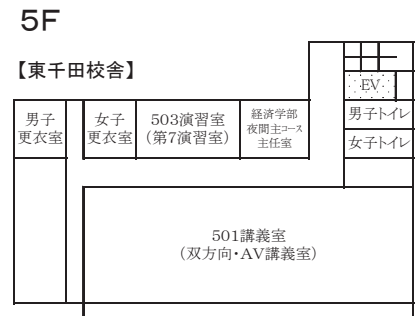 5F
【東千田校舎】
EV
男子
更衣室
女子
更衣室
503演習室
(第7演習室)
経済学部
夜間主コース
主任室
男子トイレ
女子トイレ
501講義室
(双方向・AV講義室)